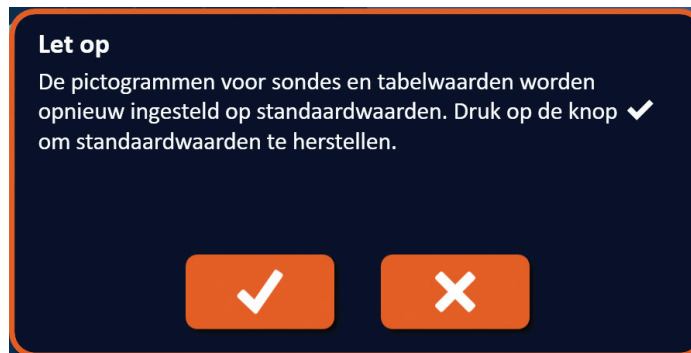 Let op
De pictogrammen voor sondes en tabelwaarden worden
opnieuw ingesteld op standaardwaarden. Druk op de knop ✔
om standaardwaarden te herstellen.